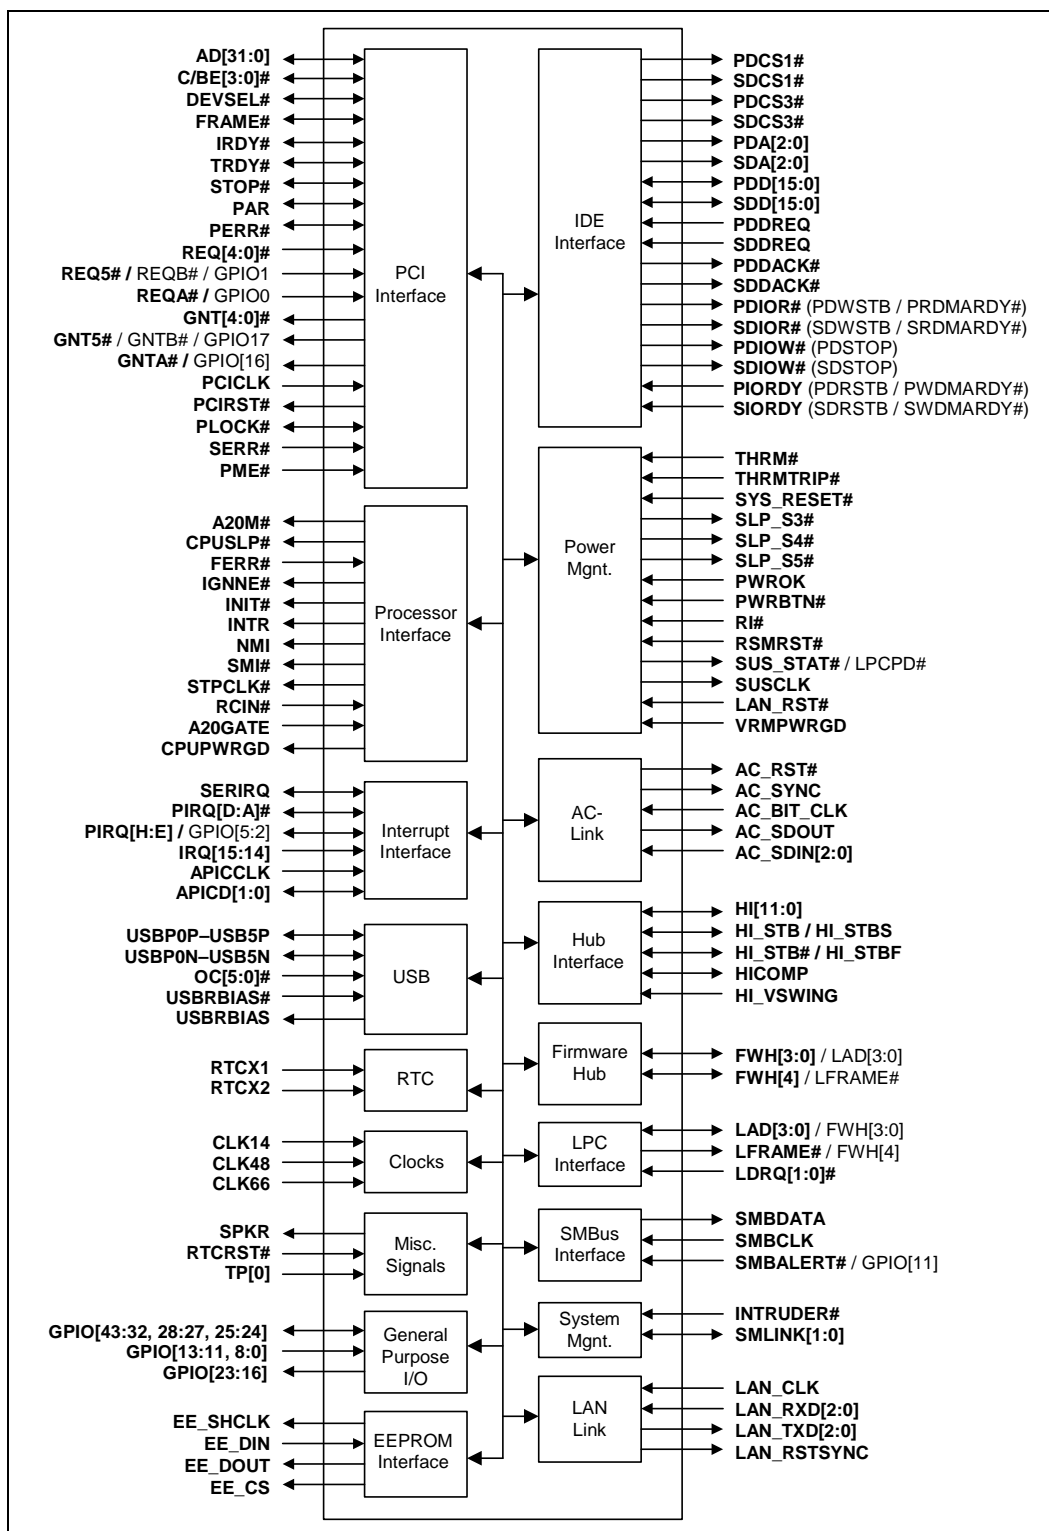 AD[31:0]
C/BE[3:0]#
DEVSEL#
FRAME#
IRDY#
TRDY#
STOP#
PAR
PERR#
REQ[4:0]#
REQ5# / REQB# / GPIO1
REQA# / GPIO0
GNT[4:0]#
GNT5# / GNTB# / GPIO17
GNTA# / GPIO[16]
PCICLK
PCIRST#
PLOCK#
SERR#
PME#
PCI
Interface
A20M#
CPUSLP#
FERR#
IGNNE#
INIT#
INTR
NMI
SMI#
STPCLK#
RCIN#
A20GATE
CPUPWRGD
Processor
Interface
SERIRQ
PIRQ[D:A]#
PIRQ[H:E] / GPIO[5:2]
IRQ[15:14]
APICCLK
APICD[1:0]
Interrupt
Interface
USBP0P–USB5P
USBP0N–USB5N
OC[5:0]#
USBRBIAS#
USBRBIAS
USB
RTCX1
RTCX2
RTC
CLK14
CLK48
CLK66
Clocks
SPKR
RTCRST#
TP[0]
Misc.
Signals
GPIO[43:32, 28:27, 25:24]
GPIO[13:11, 8:0]
GPIO[23:16]
General
Purpose
I/O
EE_SHCLK
EE_DIN
EE_DOUT
EE_CS
EEPROM
Interface
IDE
Interface
PDCS1#
SDCS1#
PDCS3#
SDCS3#
PDA[2:0]
SDA[2:0]
PDD[15:0]
SDD[15:0]
PDDREQ
SDDREQ
PDDACK#
SDDACK#
PDIOR# (PDWSTB / PRDMARDY#)
SDIOR# (SDWSTB / SRDMARDY#)
PDIOW# (PDSTOP)
SDIOW# (SDSTOP)
PIORDY (PDRSTB / PWDMARDY#)
SIORDY (SDRSTB / SWDMARDY#)
Power
Mgnt.
THRM#
THRMTRIP#
SYS_RESET#
SLP_S3#
SLP_S4#
SLP_S5#
PWROK
PWRBTN#
RI#
RSMRST#
SUS_STAT# / LPCPD#
SUSCLK
LAN_RST#
VRMPWRGD
AC-
Link
AC_RST#
AC_SYNC
AC_BIT_CLK
AC_SDOUT
AC_SDIN[2:0]
Hub
Interface
HI[11:0]
HI_STB / HI_STBS
HI_STB# / HI_STBF
HICOMP
HI_VSWING
Firmware
Hub
FWH[3:0] / LAD[3:0]
FWH[4] / LFRAME#
LPC
Interface
LAD[3:0] / FWH[3:0]
LFRAME# / FWH[4]
LDRQ[1:0]#
SMBus
Interface
SMBDATA
SMBCLK
SMBALERT# / GPIO[11]
System
Mgnt.
INTRUDER#
SMLINK[1:0]
LAN
Link
LAN_CLK
LAN_RXD[2:0]
LAN_TXD[2:0]
LAN_RSTSYNC